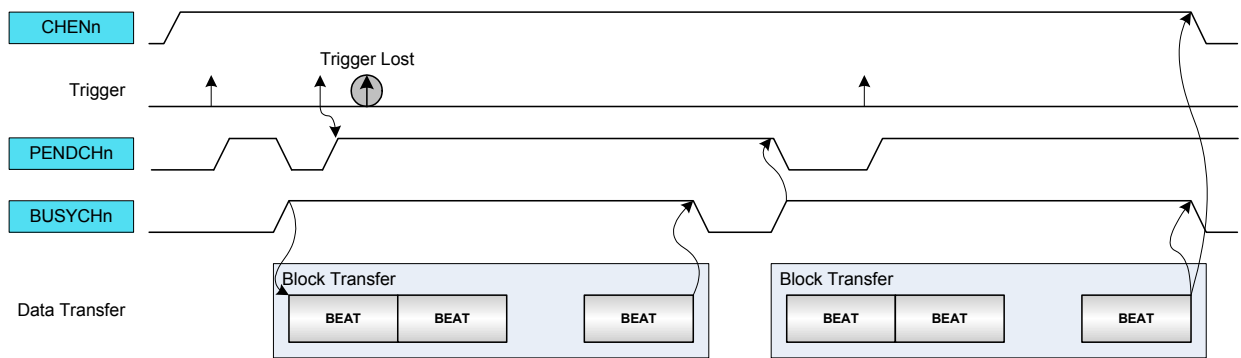 CHENn
Trigger Lost
Trigger
PENDCHn
BUSYCHn
Block Transfer
Block Transfer
Data Transfer
BEAT
BEAT
BEAT
BEAT
BEAT
BEAT